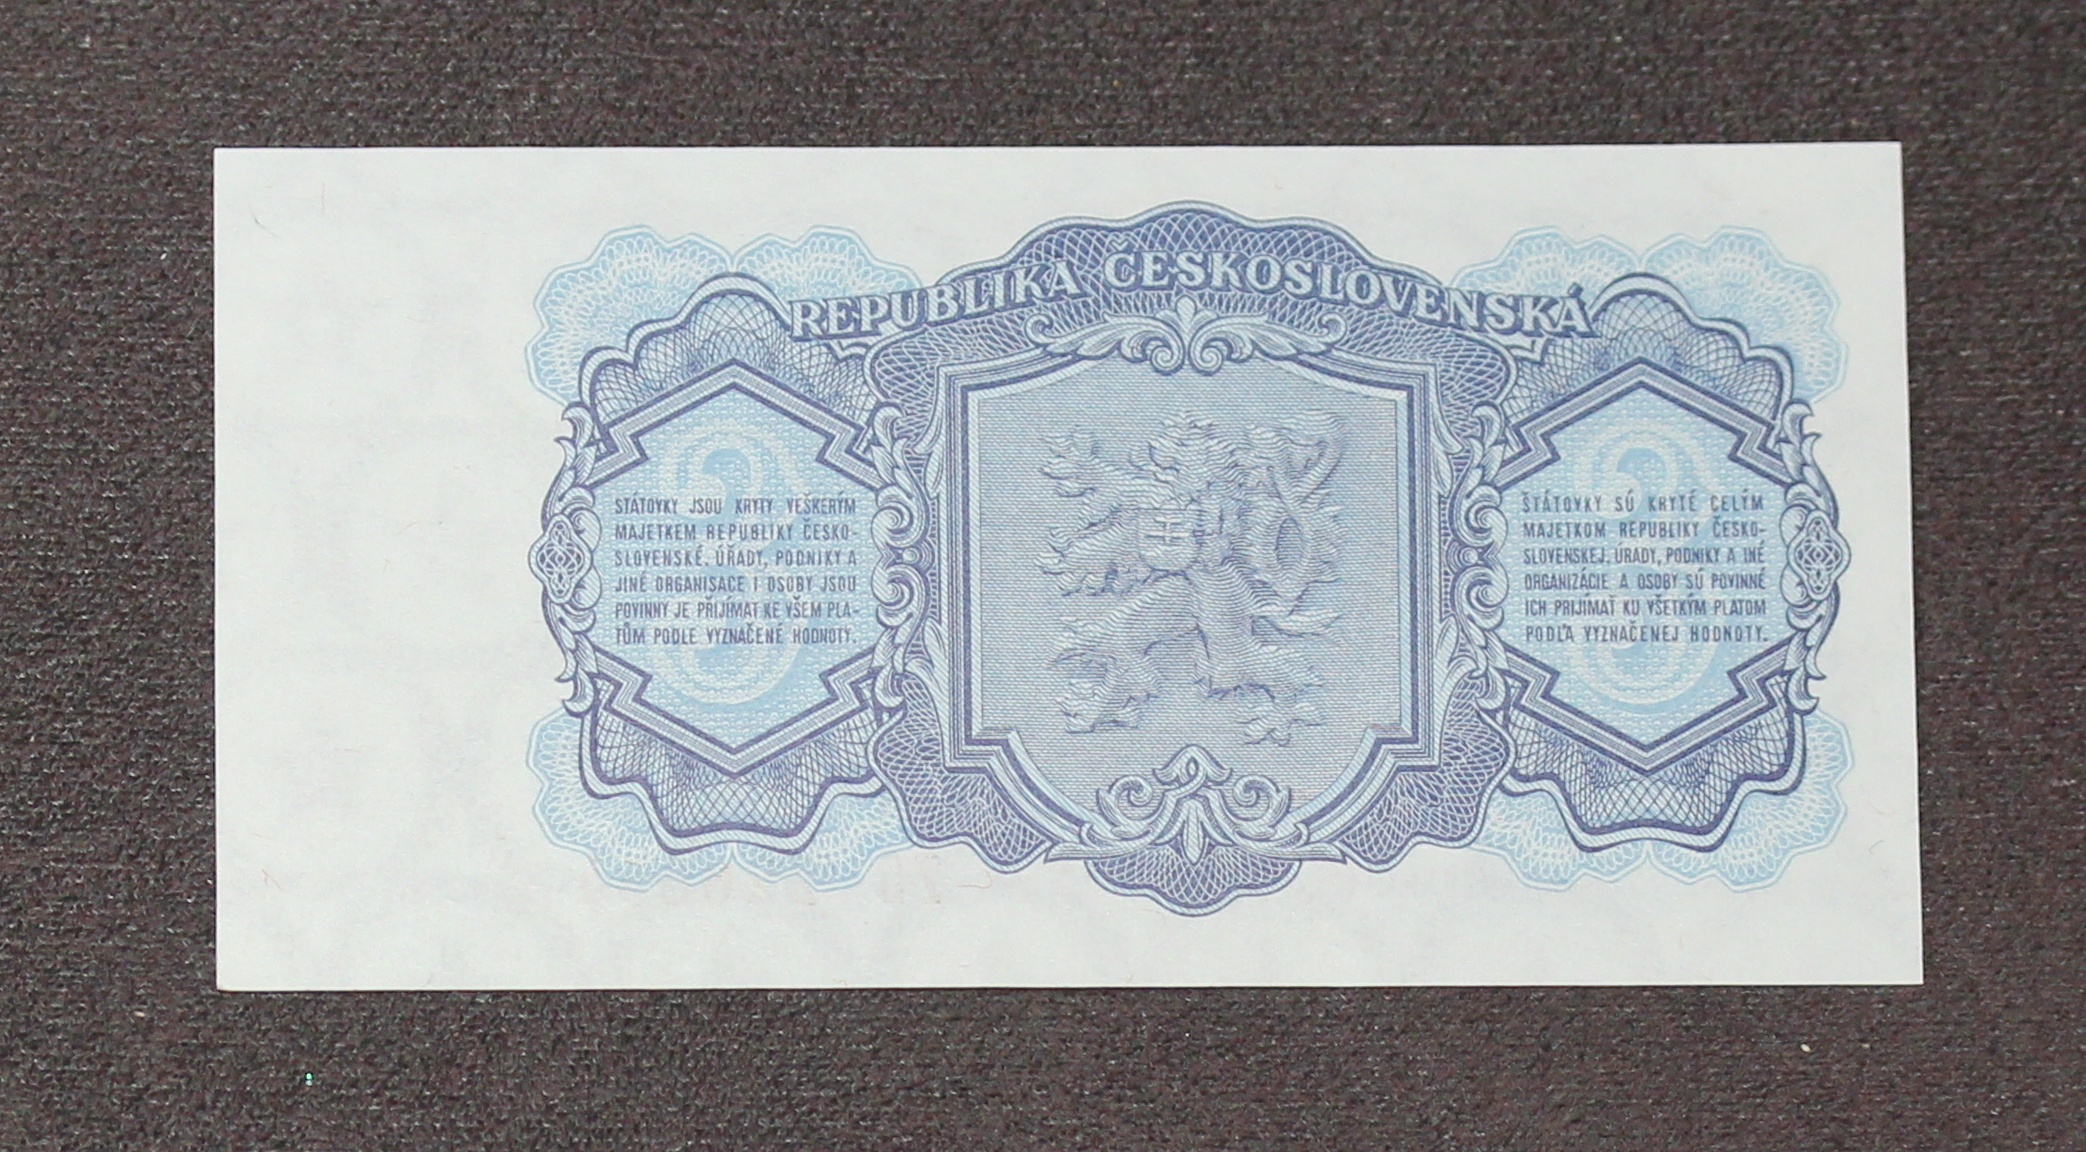 REPUBLIKA ČESKOSLOVENSKÁ
STÁTOVKY JSOU KRYTY VEŠKERÝM
MAJETKEM REPUBLIKY ČESKO-
SLOVENSKÉ. ÚŘADY, PODNIKY A
JINÉ ORGANISACE I OSOBY JSOU
POVINNY JE PŘIJÍMAT KE VŠEM PLA-
TŮM PODLE VYZNAČENÉ HODNOTY.
ŠTÁTOVKY SÚ KRYTÉ CELÝM
MAJETKOM REPUBLIKY ČESKO-
SLOVENSKEJ. ÚRADY, PODNIKY A INÉ
ORGANIZÁCIE A OSOBY SÚ POVINNÉ
ICH PRIJÍMAŤ KU VŠETKÝM PLATOM
PODĽA VYZNAČENEJ HODNOTY.
3
3